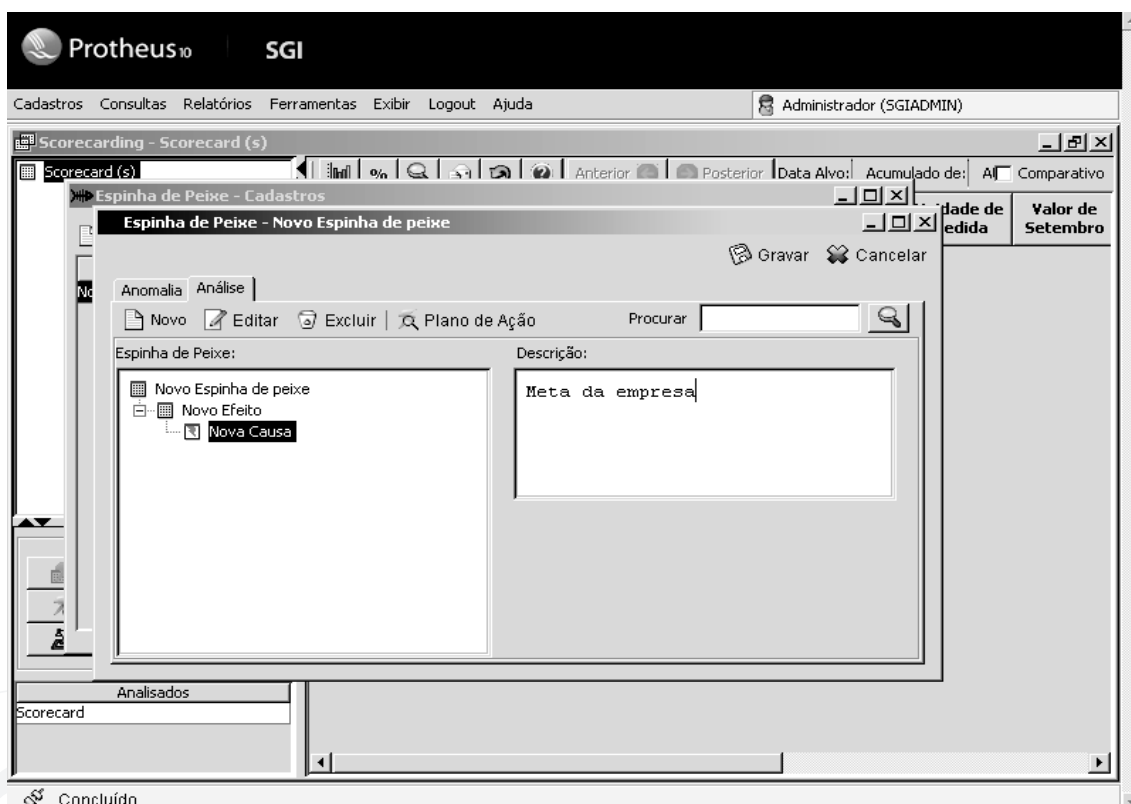 Protheus10 SGI
Cadastros Consultas Relatórios Ferramentas Exibir Logout Ajuda Administrador (SGIADMIN)
Scorecarding - Scorecard (s)
Scorecard (s) % Anterior Posterior Data Alvo: Acumulado de: Comparativo
Espinha de Peixe - Cadastros
Valor de
Setembro
Espinha de Peixe - Novo Espinha de peixe
Gravar Cancelar
Anomalia Análise
Novo Editar Excluir Plano de Ação Procurar
Espinha de Peixe: Descrição:
Novo Espinha de peixe
Novo Efeito
Nova Causa
Meta da empresa
Analisados
Scorecard
Concluído